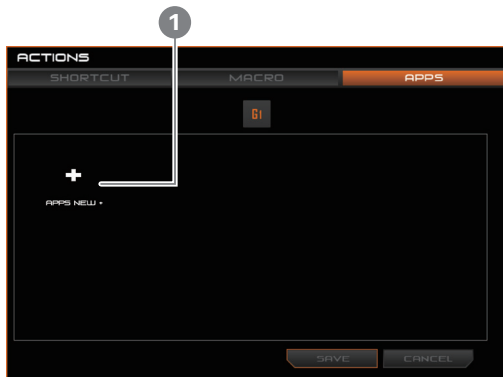 1
ACTIONS
SHORTCUT MACRO APPS
G1
+
APPS NEW •
SAVE CANCEL